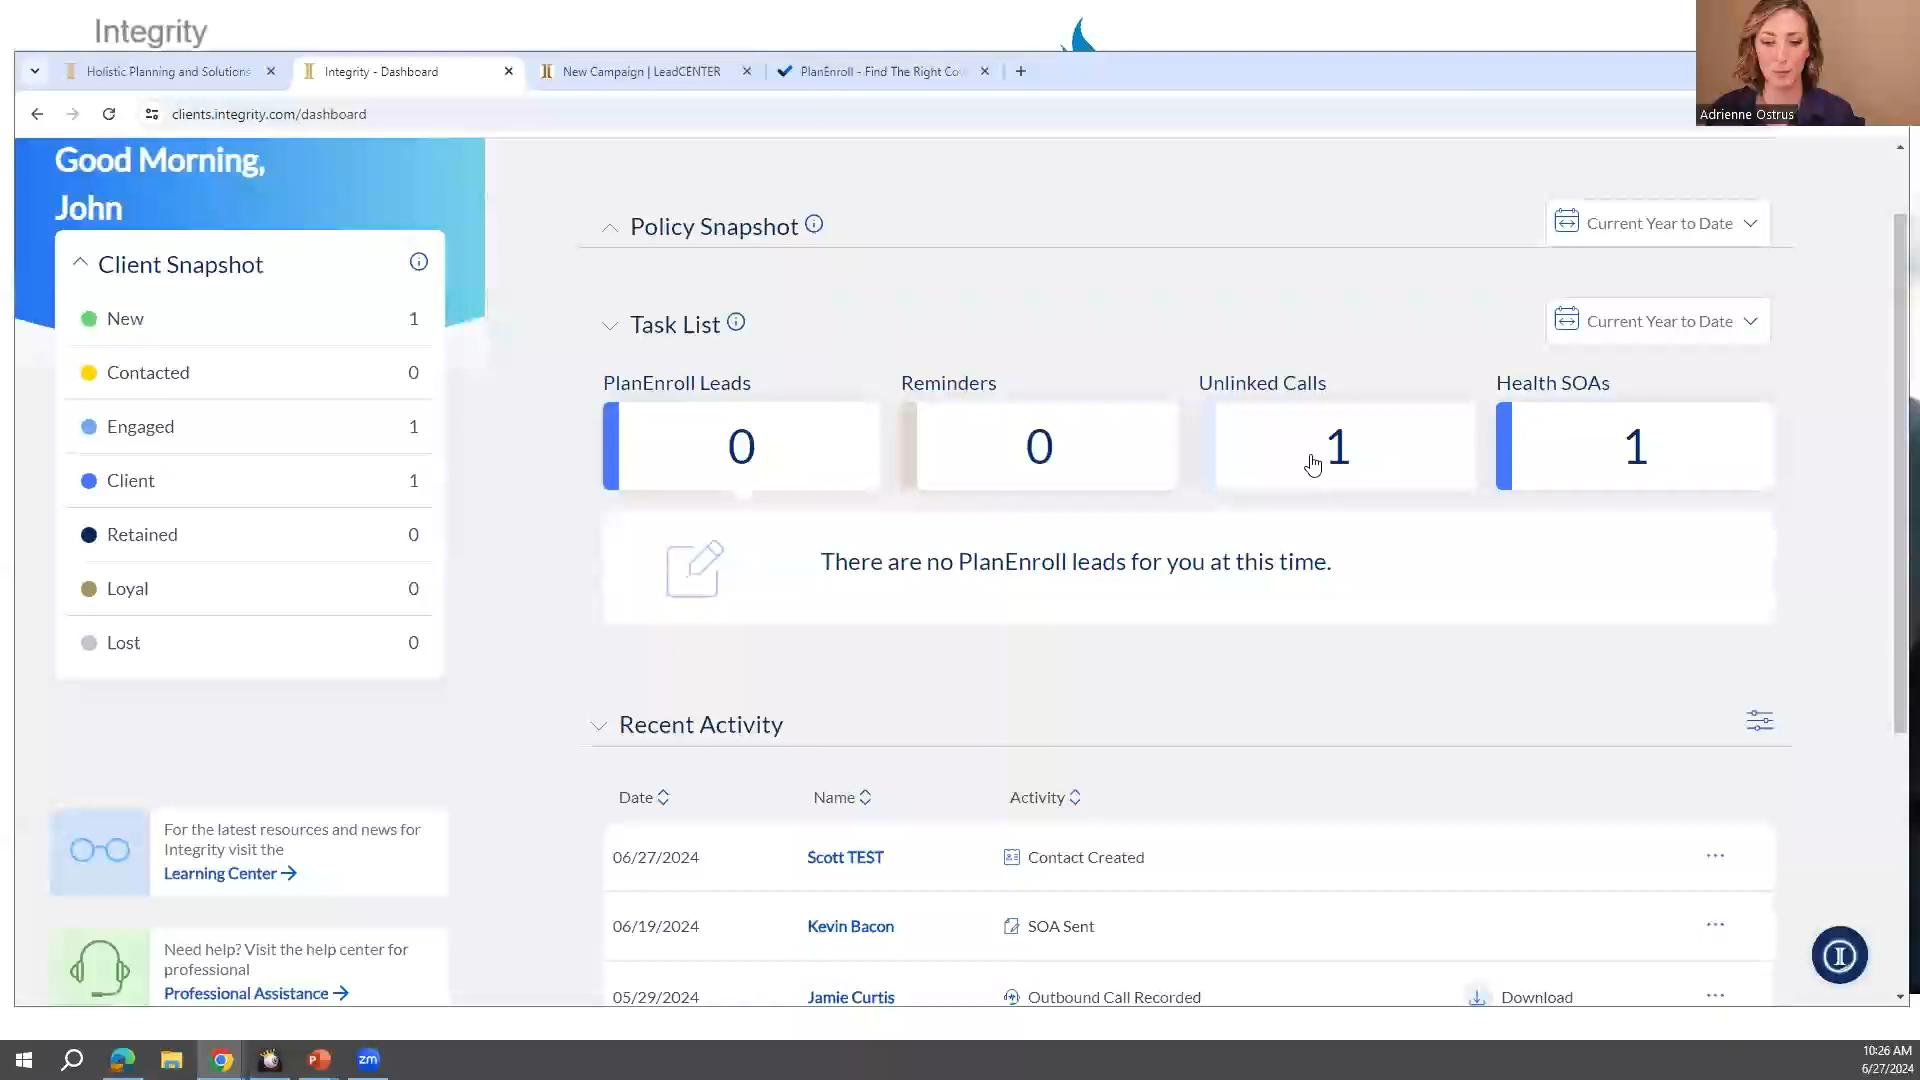 Integrity
Holistic Planning and Solutions
Integrity - Dashboard
New Campaign | LeadCENTER
PlanEnroll - Find The Right Co
clients.integrity.com/dashboard
Adrienne Ostrus
Good Morning,
John
Client Snapshot
New 1
Contacted 0
Engaged 1
Client 1
Retained 0
Loyal 0
Lost 0
For the latest resources and news for
Integrity visit the
Learning Center
Need help? Visit the help center for
professional
Professional Assistance
Policy Snapshot
Current Year to Date
Task List
Current Year to Date
PlanEnroll Leads Reminders Unlinked Calls Health SOAs
0 0 1 1
There are no PlanEnroll leads for you at this time.
Recent Activity
Date Name Activity
06/27/2024 Scott TEST Contact Created
06/19/2024 Kevin Bacon SOA Sent
05/29/2024 Jamie Curtis Outbound Call Recorded Download
zm
10:26 AM
6/27/2024